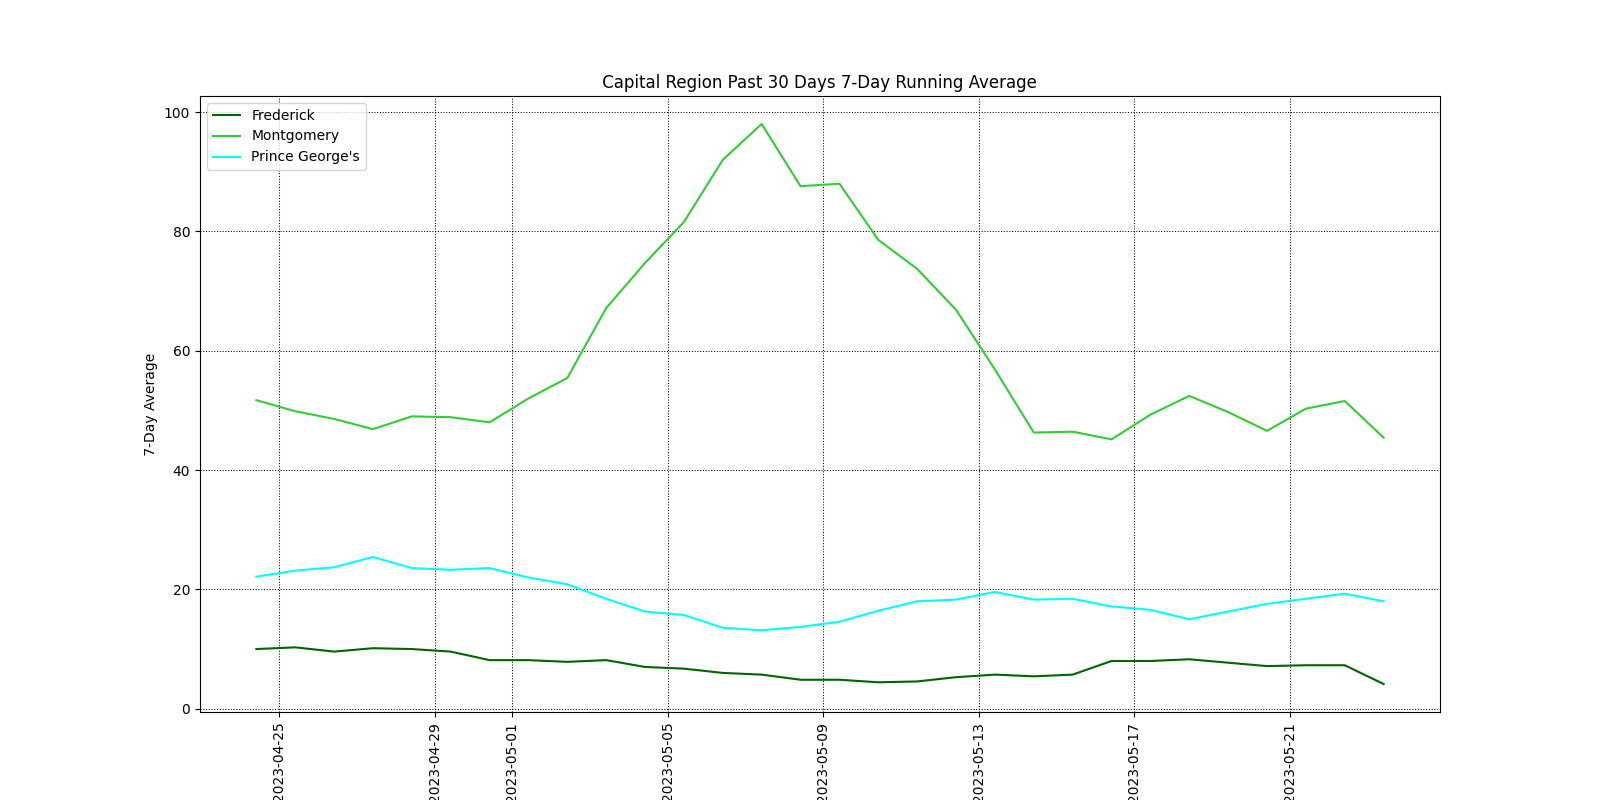 Capital Region Past 30 Days 7-Day Running Average
Frederick
Montgomery
Prince George's
100
80
60
40
20
0
7-Day Average
2023-04-25
2023-04-29
2023-05-01
2023-05-05
2023-05-09
2023-05-13
2023-05-17
2023-05-21